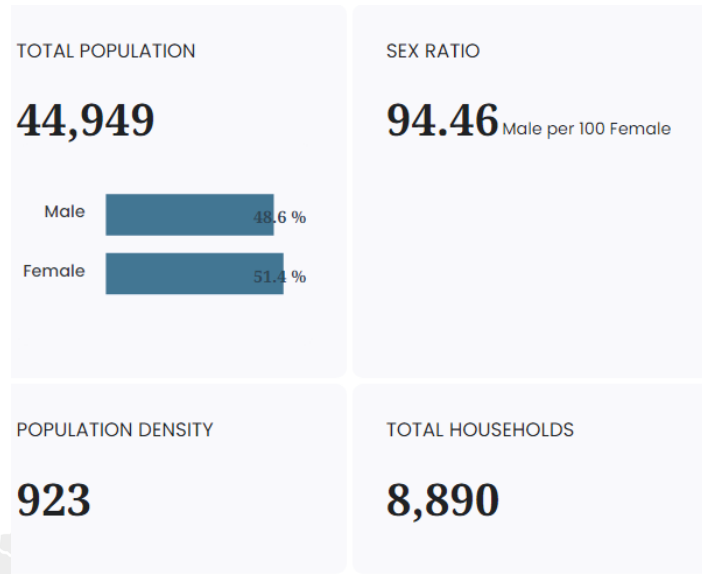 TOTAL POPULATION
44,949
Male 48.6 %
Female 51.4 %
SEX RATIO
94.46 Male per 100 Female
POPULATION DENSITY
923
TOTAL HOUSEHOLDS
8,890